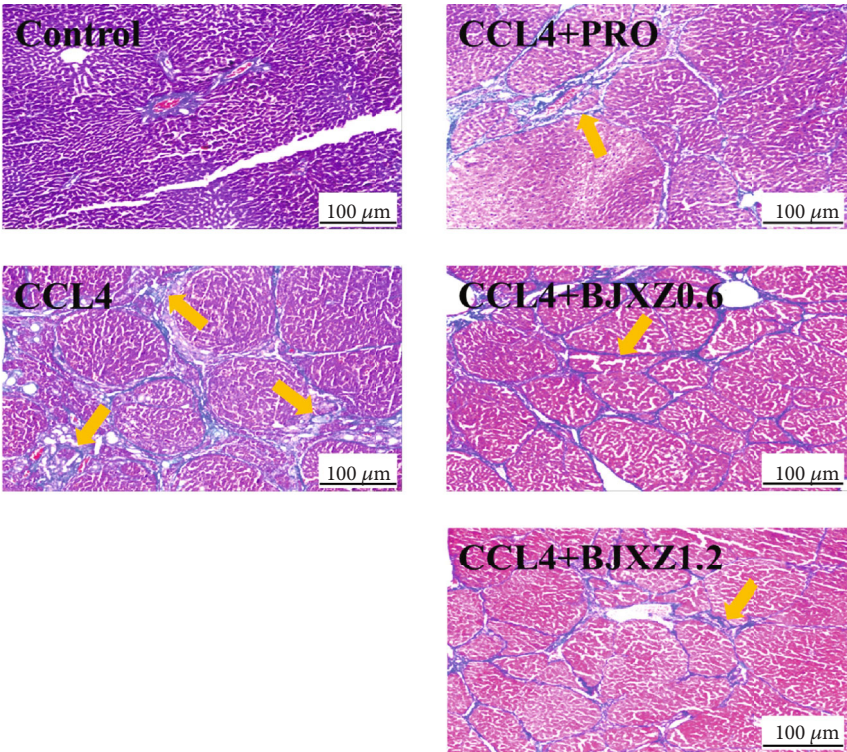 Control
100 μm
CCL4+PRO
100 μm
CCL4
100 μm
CCL4+BJXZ0.6
100 μm
CCL4+BJXZ1.2
100 μm